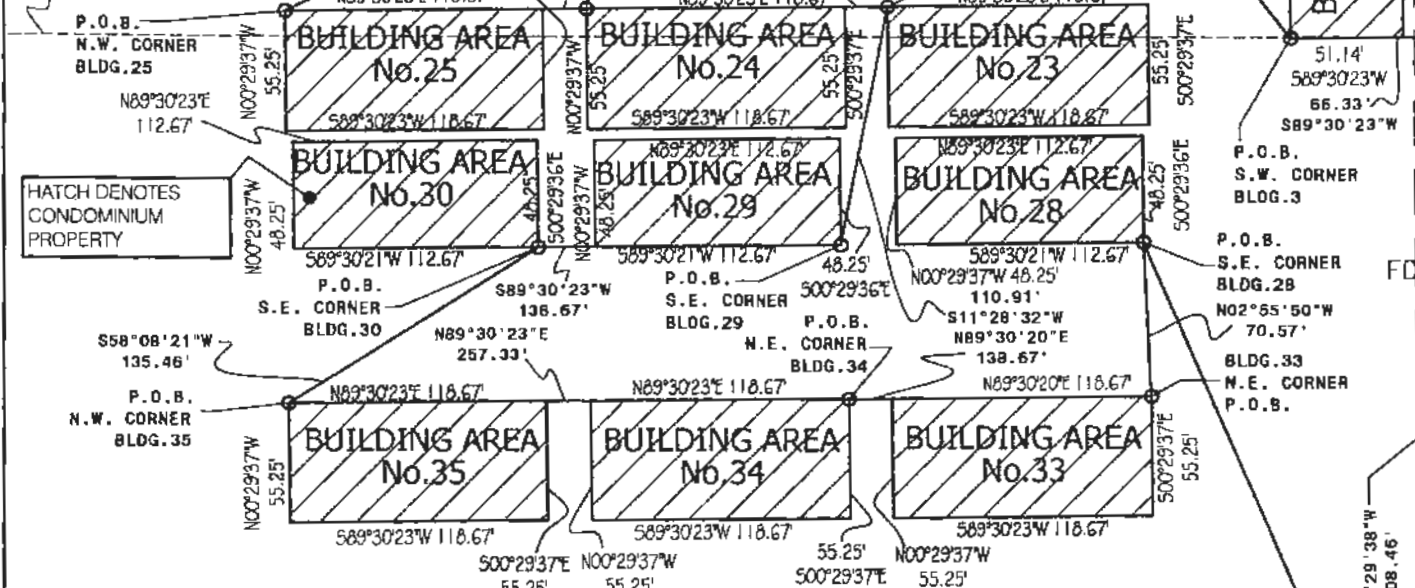 P.O.B.
N.W. CORNER
BLDG.25
N00°29'37"W
55.25'
BUILDING AREA
No.25
S89°30'23"W 118.67'
N00°29'37"W
55.25'
BUILDING AREA
No.24
S89°30'23"W 118.67'
55.25'
S00°29'37"E
BUILDING AREA
No.23
S89°30'23"W 118.67'
55.25'
S00°29'37"E
51.14'
S89°30'23"W
66.33'
S89°30'23"W
P.O.B.
S.W. CORNER
BLDG.3
N89°30'23"E
112.67'
HATCH DENOTES
CONDOMINIUM
PROPERTY
N00°29'37"W
48.25'
BUILDING AREA
No.30
48.25'
S00°29'36"E
S89°30'21"W 112.67'
N00°29'37"W
48.25'
N89°30'23"E 112.67'
BUILDING AREA
No.29
S89°30'21"W 112.67'
48.25'
S00°29'36"E
N89°30'23"E 112.67'
BUILDING AREA
No.28
S89°30'21"W 112.67'
48.25'
S00°29'36"E
P.O.B.
S.E. CORNER
BLDG.30
S89°30'23"W
136.67'
P.O.B.
S.E. CORNER
BLDG.29
N00°29'37"W 48.25'
110.91'
S11°28'32"W
P.O.B.
S.E. CORNER
BLDG.28
FD
N02°55'50"W
70.57'
S58°08'21"W
135.46'
N89°30'23"E
257.33'
P.O.B.
N.E. CORNER
BLDG.34
N89°30'20"E
138.67'
BLDG.33
N.E. CORNER
P.O.B.
P.O.B.
N.W. CORNER
BLDG.35
N89°30'23"E 118.67'
N89°30'23"E 118.67'
N89°30'20"E 118.67'
N00°29'37"W
55.25'
BUILDING AREA
No.35
S89°30'23"W 118.67'
BUILDING AREA
No.34
S89°30'23"W 118.67'
BUILDING AREA
No.33
S89°30'23"W 118.67'
S00°29'37"E
55.25'
S00°29'37"E
N00°29'37"W
55.25'
55.25'
S00°29'37"E
N00°29'37"W
55.25'
29'38"W
08.46'